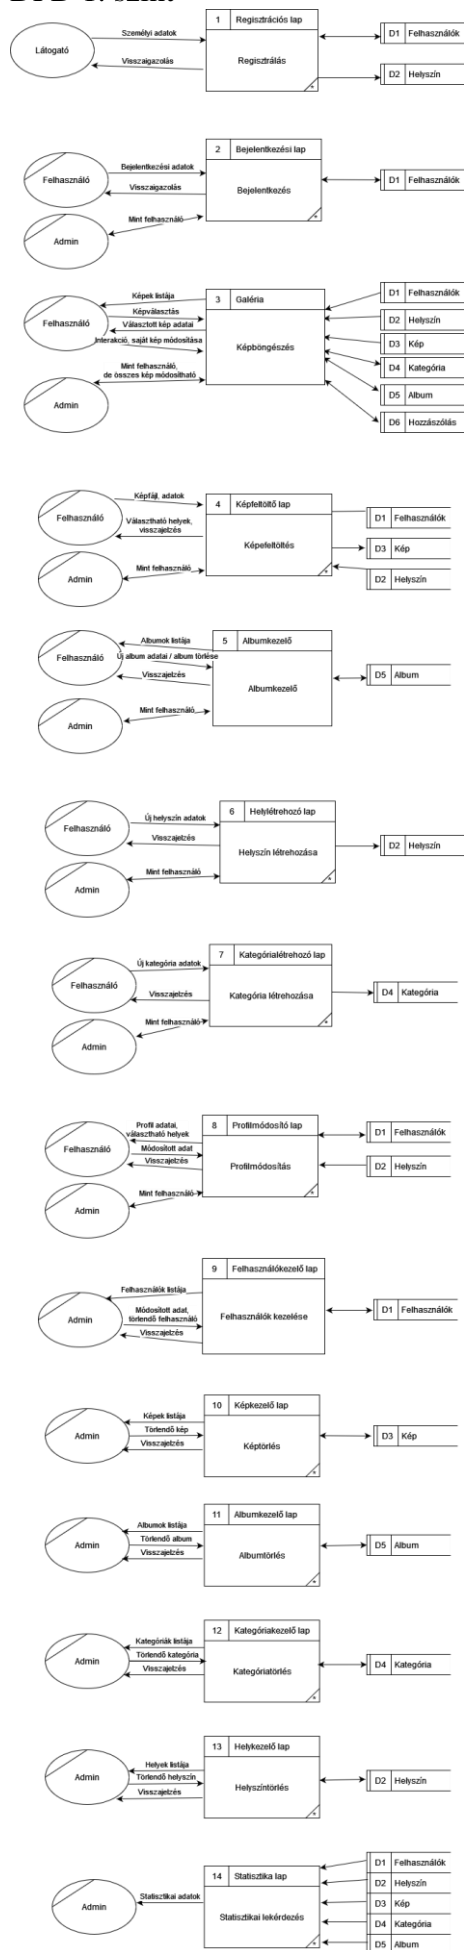 1 Regisztrációs lap
Személyi adatok
D1 Felhasználók
Látogató
Visszaigazolás
Regisztrálás
D2 Helyszín
*
2 Bejelentkezési lap
Bejelentkezési adatok
Felhasználó
D1 Felhasználók
Visszaigazolás
Bejelentkezés
Mint felhasználó
*
Admin
Képek listája
3 Galéria
D1 Felhasználók
Képválasztás
D2 Helyszín
Felhasználó
Választott kép adatai
Interakció, saját kép módosítása
Képböngészés
D3 Kép
D4 Kategória
Mint felhasználó,
de összes kép módosítható
D5 Album
Admin
D6 Hozzászólás
Képfájl, adatok
4 Képfeltöltő lap
D1 Felhasználók
Felhasználó
Választható helyek,
visszajelzés
Képefeltöltés
D3 Kép
Mint felhasználó
*
D2 Helyszín
Admin
Albumok listája
5 Albumkezelő
Felhasználó
Új album adatai / album törlése
D5 Album
Visszajelzés
Albumkezelő
Mint felhasználó
Admin
6 Helylétrehozó lap
Új helyszín adatok
Felhasználó
Visszajelzés
Helyszín létrehozása
D2 Helyszín
Mint felhasználó
*
Admin
7 Kategórialétrehozó lap
Új kategória adatok
Felhasználó
Visszajelzés
Kategória létrehozása
D4 Kategória
Mint felhasználó
*
Admin
Profil adatai,
választható helyek
8 Profilmódosító lap
D1 Felhasználók
Felhasználó
Módosított adat
Visszajelzés
Profilmódosítás
D2 Helyszín
Mint felhasználó
*
Admin
9 Felhasználókezelő lap
Felhasználók listája
Módosított adat,
törlendő felhasználó
Felhasználók kezelése
D1 Felhasználók
Admin
Visszajelzés
10 Képkezelő lap
Képek listája
Admin
Törlendő kép
D3 Kép
Visszajelzés
Képtörlés
*
11 Albumkezelő lap
Albumok listája
Admin
Törlendő album
D5 Album
Visszajelzés
Albumtörlés
*
12 Kategóriakezelő lap
Kategóriák listája
Admin
Törlendő kategória
D4 Kategória
Visszajelzés
Kategóriatörlés
*
13 Helykezelő lap
Helyek listája
Admin
Törlendő helyszín
D2 Helyszín
Visszajelzés
Helyszíntörlés
*
D1 Felhasználók
14 Statisztika lap
D2 Helyszín
Statisztikai adatok
D3 Kép
Admin
Statisztikai lekérdezés
D4 Kategória
*
D5 Album